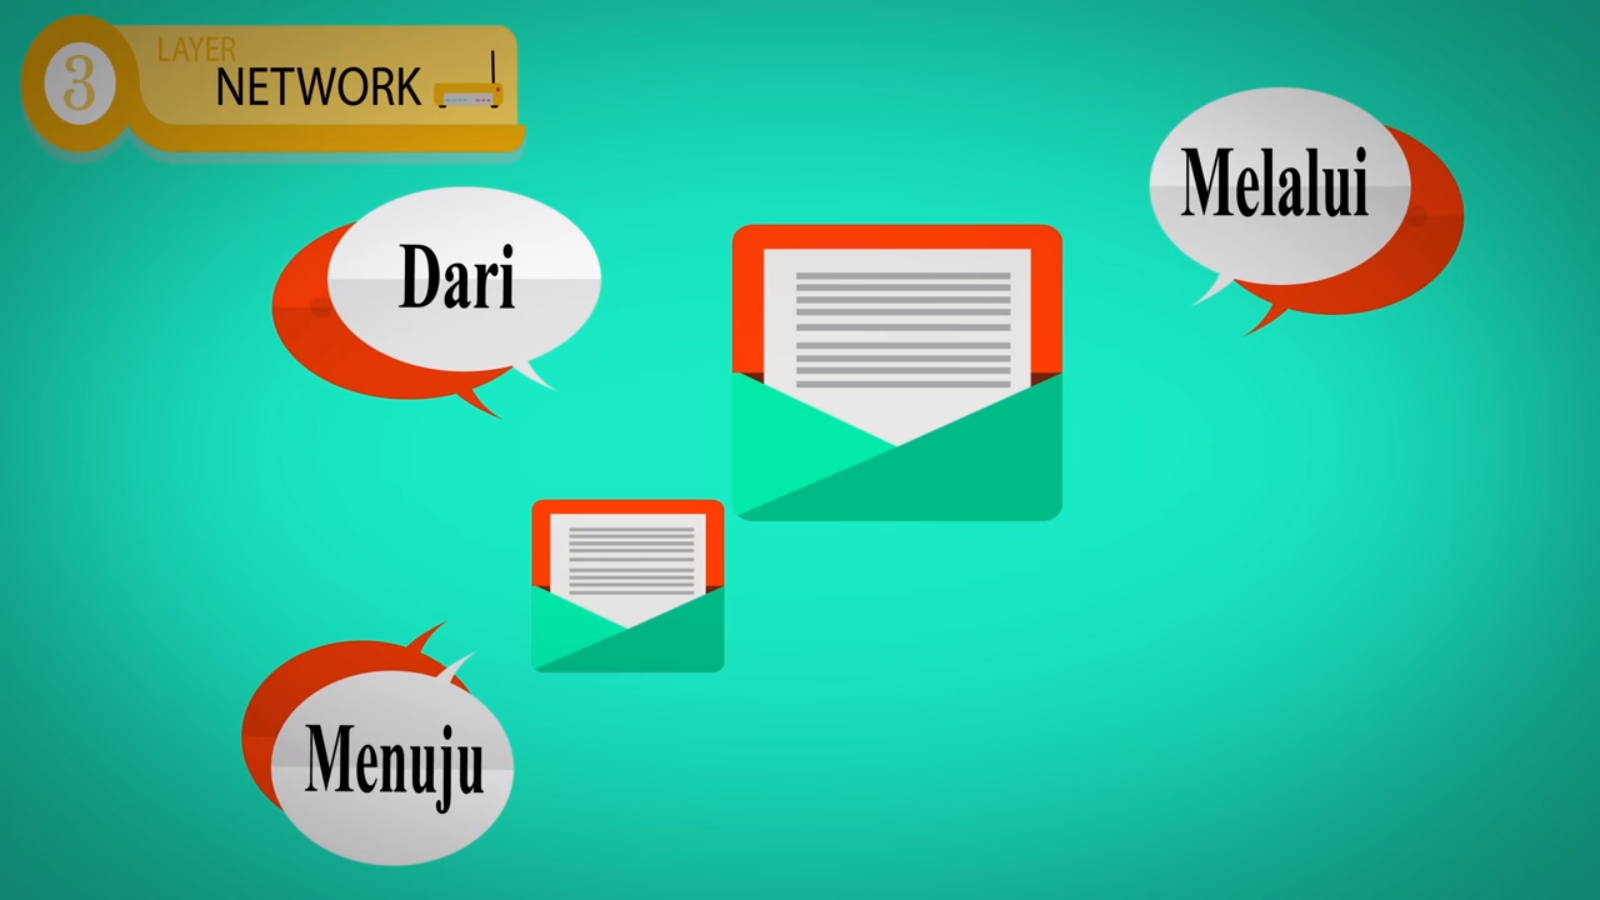 3
LAYER
NETWORK
Dari
Melalui
Menuju